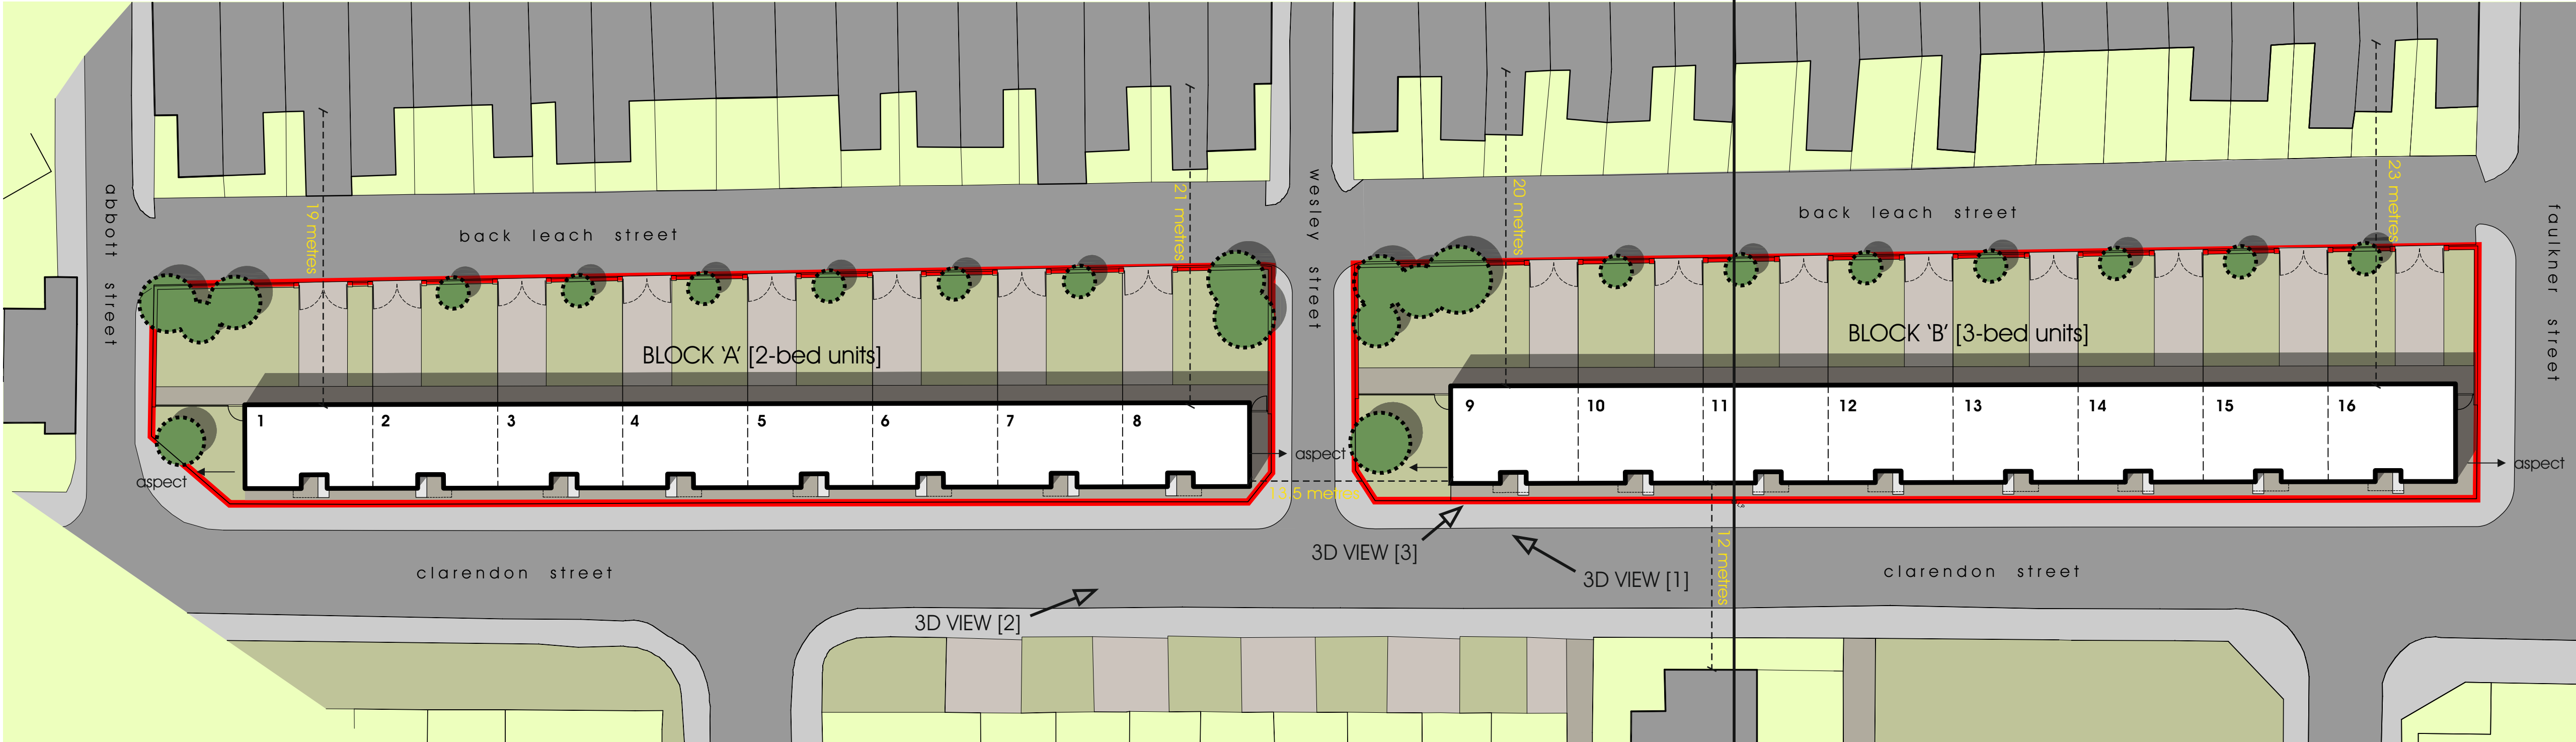 abbott street
19 metres
back leach street
21 metres
wesley street
20 metres
back leach street
23 metres
faulkner street
BLOCK ‘A’ [2-bed units]
BLOCK ‘B’ [3-bed units]
1
2
3
4
5
6
7
8
9
10
11
12
13
14
15
16
aspect
aspect
aspect
13.5 metres
3D VIEW [3]
3D VIEW [1]
12 metres
clarendon street
clarendon street
3D VIEW [2]